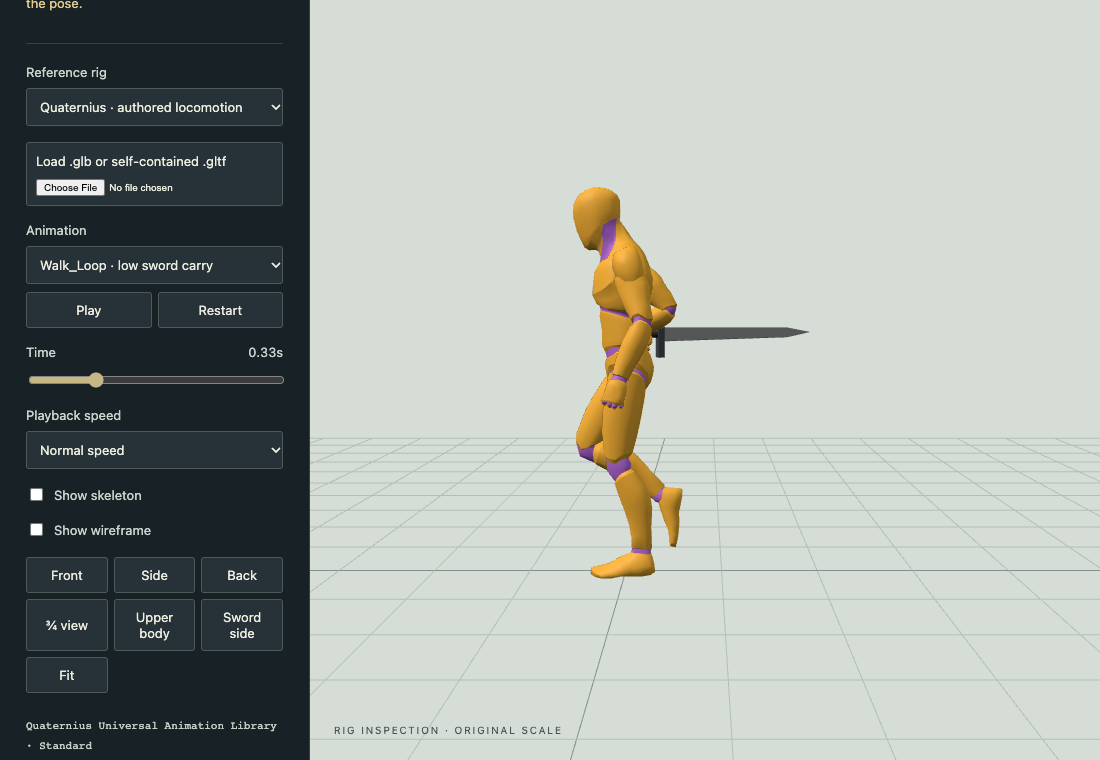 the pose.
Reference rig
Quaternius · authored locomotion
Load .glb or self-contained .gltf
Choose File No file chosen
Animation
Walk_Loop · low sword carry
Play Restart
Time 0.33s
Playback speed
Normal speed
Show skeleton
Show wireframe
Front Side Back
¾ view Upper body Sword side
Fit
Quaternius Universal Animation Library
· Standard
RIG INSPECTION · ORIGINAL SCALE